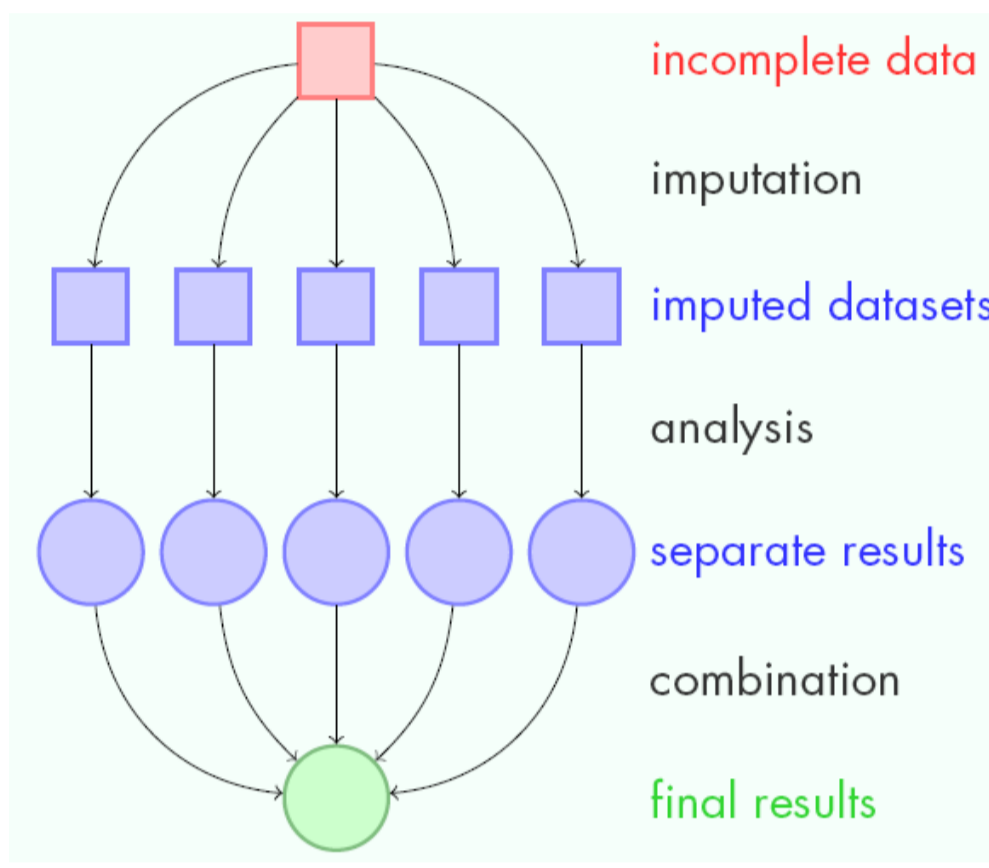 incomplete data
imputation
imputed datasets
analysis
separate results
combination
final results